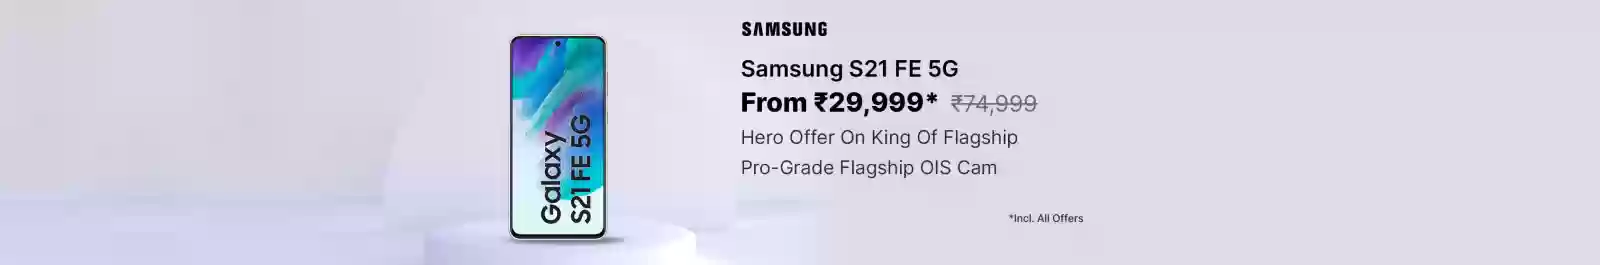 Galaxy
S21 FE 5G
SAMSUNG
Samsung S21 FE 5G
From ₹29,999* ₹74,999
Hero Offer On King Of Flagship
Pro-Grade Flagship OIS Cam
*Incl. All Offers